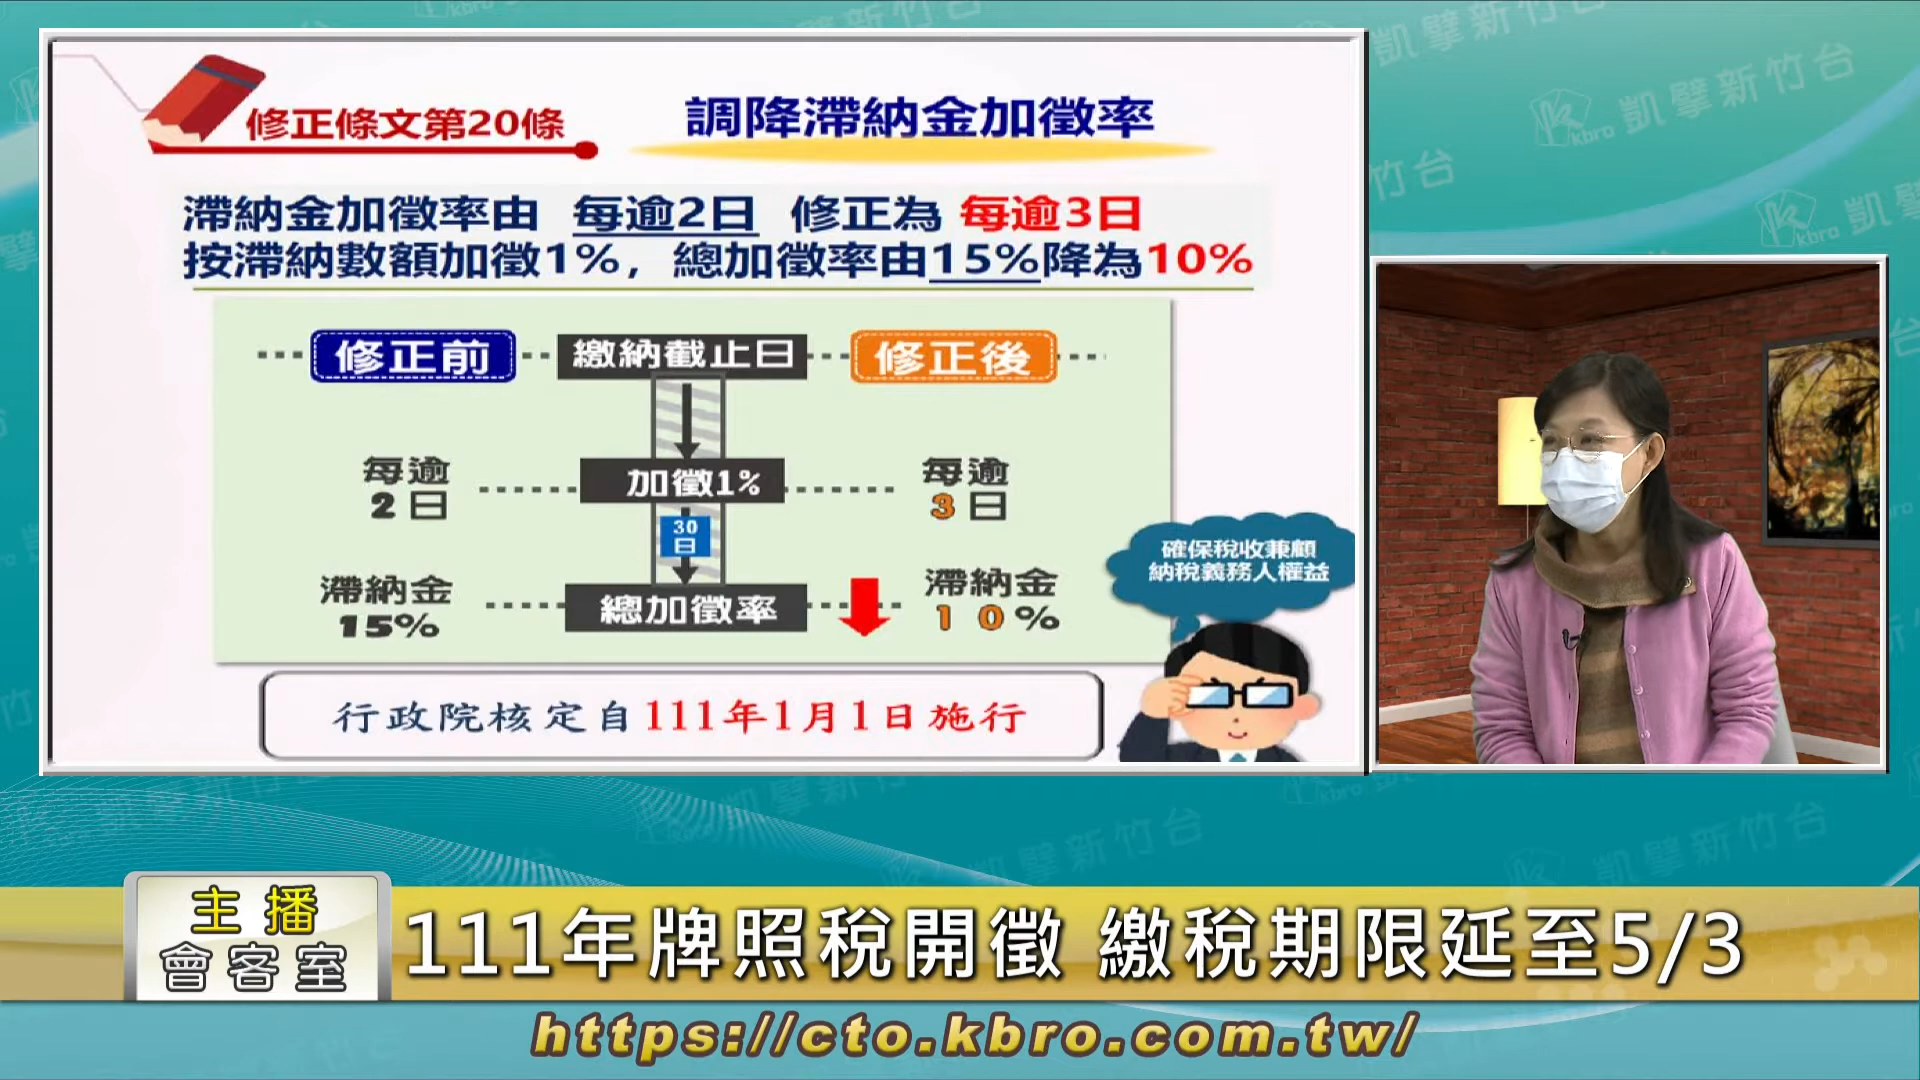 修正條文第20條
調降滯納金加徵率
滯納金加徵率由 每逾2日 修正為 每逾3日
按滯納數額加徵1%，總加徵率由15%降為10%
修正前
繳納截止日
修正後
每逾
2日
加徵1%
每逾
3日
30
日
滯納金
15%
總加徵率
滯納金
10%
確保稅收兼顧
納稅義務人權益
行政院核定自111年1月1日施行
主播
會客室
111年牌照稅開徵 繳稅期限延至5/3
https://cto.kbro.com.tw/
kbro 凱擘新竹台